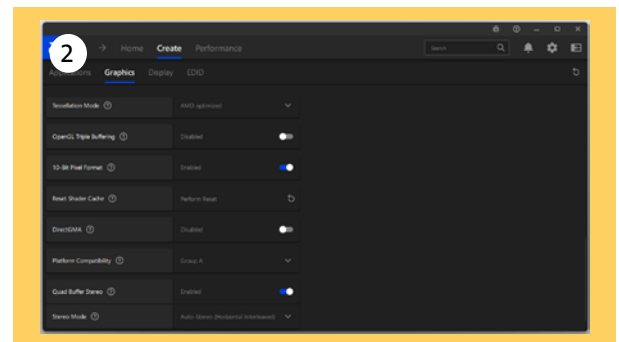 2
Home Create Performance
Search
Applications Graphics Display EDID
Tessellation Mode AMD optimized
OpenGL Triple Buffering Disabled
10-Bit Pixel Format Enabled
Reset Shader Cache Perform Reset
DirectGMA Disabled
Platform Compatibility Group A
Quad Buffer Stereo Enabled
Stereo Mode Auto Stereo (Horizontal Interleaved)